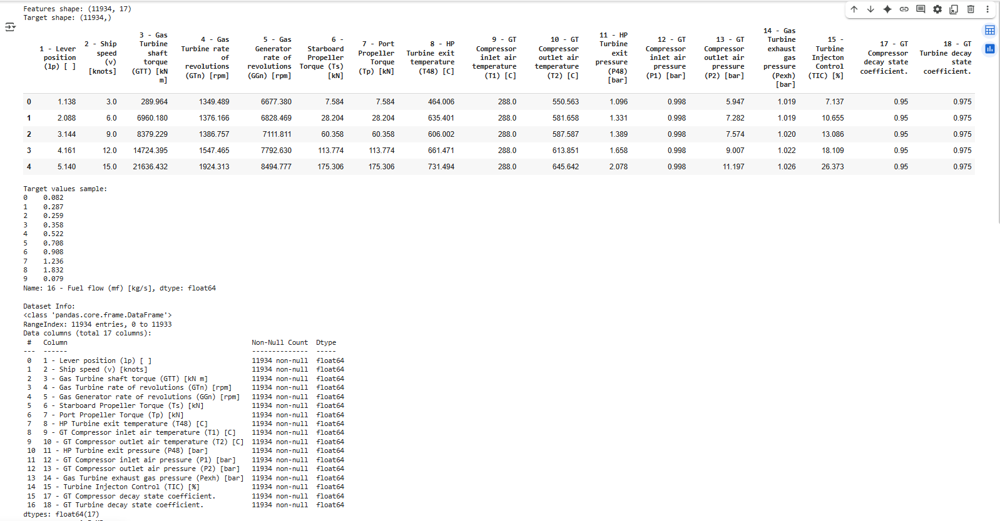 Features shape: (11934, 17)
Target shape: (11934,)
1 - Lever position (lp) [ ] 2 - Ship speed (v) [knots] 3 - Gas Turbine shaft torque (GTT) [kN m] 4 - Gas Turbine rate of revolutions (GTn) [rpm] 5 - Gas Generator rate of revolutions (GGn) [rpm] 6 - Starboard Propeller Torque (Ts) [kN] 7 - Port Propeller Torque (Tp) [kN] 8 - HP Turbine exit temperature (T48) [C] 9 - GT Compressor inlet air temperature (T1) [C] 10 - GT Compressor outlet air temperature (T2) [C] 11 - HP Turbine exit pressure (P48) [bar] 12 - GT Compressor inlet air pressure (P1) [bar] 13 - GT Compressor outlet air pressure (P2) [bar] 14 - Gas Turbine exhaust gas pressure (Pexh) [bar] 15 - Turbine Injecton Control (TIC) [%] 17 - GT Compressor decay state coefficient. 18 - GT Turbine decay state coefficient.
0 1.138 3.0 289.964 1349.489 6677.380 7.584 7.584 464.006 288.0 550.563 1.096 0.998 5.947 1.019 7.137 0.95 0.975
1 2.088 6.0 6960.180 1376.166 6828.469 28.204 28.204 635.401 288.0 581.658 1.331 0.998 7.282 1.019 10.655 0.95 0.975
2 3.144 9.0 8379.229 1386.757 7111.811 60.358 60.358 606.002 288.0 587.587 1.389 0.998 7.574 1.020 13.086 0.95 0.975
3 4.161 12.0 14724.395 1547.465 7792.630 113.774 113.774 661.471 288.0 613.851 1.658 0.998 9.007 1.022 18.109 0.95 0.975
4 5.140 15.0 21636.432 1924.313 8494.777 175.306 175.306 731.494 288.0 645.642 2.078 0.998 11.197 1.026 26.373 0.95 0.975
Target values sample:
0 0.082
1 0.287
2 0.259
3 0.358
4 0.522
5 0.708
6 0.908
7 1.236
8 1.832
9 0.079
Name: 16 - Fuel flow (mf) [kg/s], dtype: float64
Dataset Info:
<class 'pandas.core.frame.DataFrame'>
RangeIndex: 11934 entries, 0 to 11933
Data columns (total 17 columns):
# Column Non-Null Count Dtype
--- ------ -------------- -----
0 1 - Lever position (lp) [ ] 11934 non-null float64
1 2 - Ship speed (v) [knots] 11934 non-null float64
2 3 - Gas Turbine shaft torque (GTT) [kN m] 11934 non-null float64
3 4 - Gas Turbine rate of revolutions (GTn) [rpm] 11934 non-null float64
4 5 - Gas Generator rate of revolutions (GGn) [rpm] 11934 non-null float64
5 6 - Starboard Propeller Torque (Ts) [kN] 11934 non-null float64
6 7 - Port Propeller Torque (Tp) [kN] 11934 non-null float64
7 8 - HP Turbine exit temperature (T48) [C] 11934 non-null float64
8 9 - GT Compressor inlet air temperature (T1) [C] 11934 non-null float64
9 10 - GT Compressor outlet air temperature (T2) [C] 11934 non-null float64
10 11 - HP Turbine exit pressure (P48) [bar] 11934 non-null float64
11 12 - GT Compressor inlet air pressure (P1) [bar] 11934 non-null float64
12 13 - GT Compressor outlet air pressure (P2) [bar] 11934 non-null float64
13 14 - Gas Turbine exhaust gas pressure (Pexh) [bar] 11934 non-null float64
14 15 - Turbine Injecton Control (TIC) [%] 11934 non-null float64
15 17 - GT Compressor decay state coefficient. 11934 non-null float64
16 18 - GT Turbine decay state coefficient. 11934 non-null float64
dtypes: float64(17)